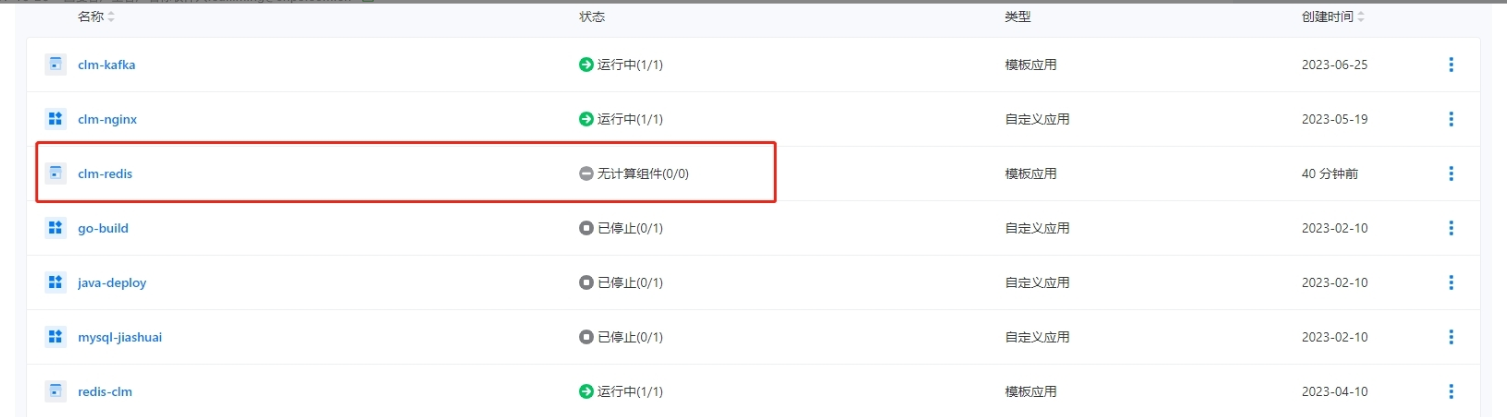 名称 状态 类型 创建时间
clm-kafka 运行中(1/1) 模板应用 2023-06-25
clm-nginx 运行中(1/1) 自定义应用 2023-05-19
clm-redis 无计算组件(0/0) 模板应用 40 分钟前
go-build 已停止(0/1) 自定义应用 2023-02-10
java-deploy 已停止(0/1) 自定义应用 2023-02-10
mysql-jiashuai 已停止(0/1) 自定义应用 2023-02-10
redis-clm 运行中(1/1) 模板应用 2023-04-10